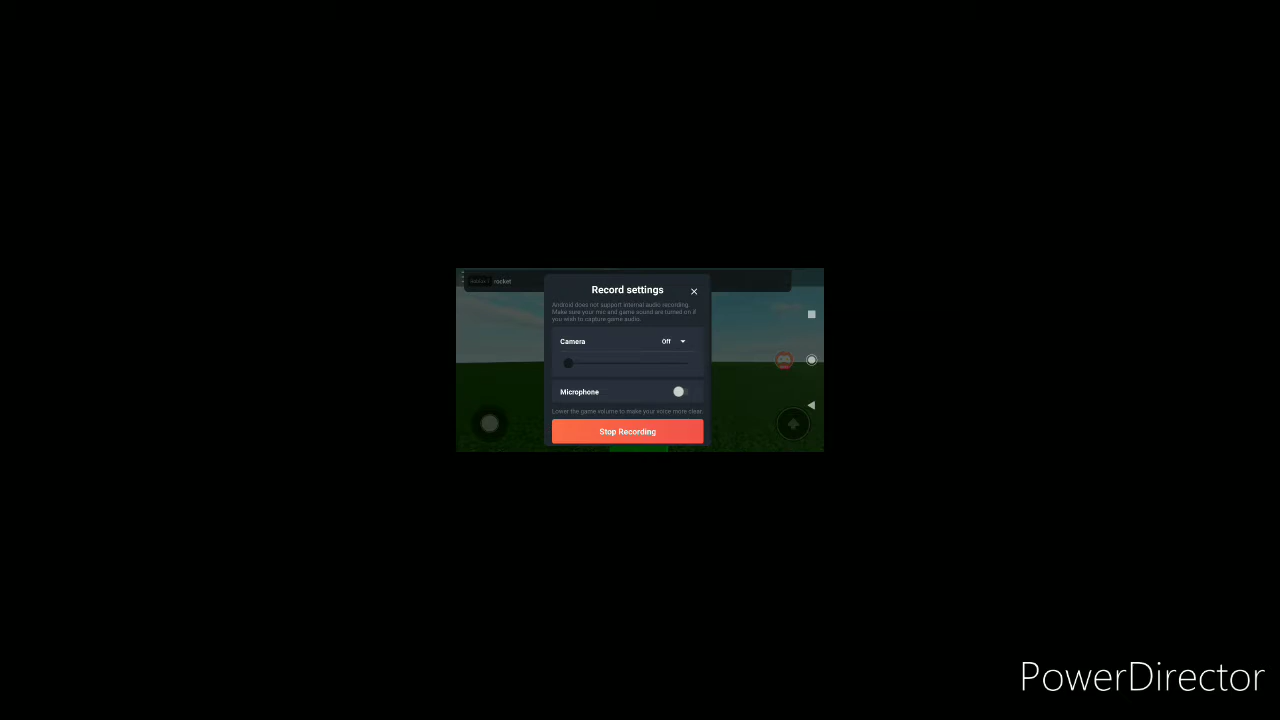 rocket
Record settings
Android does not support internal audio recording.
Make sure your mic and game sound are turned on if
you wish to capture game audio.
Camera
Off
Microphone
Lower the game volume to make your voice more clear.
Stop Recording
PowerDirector